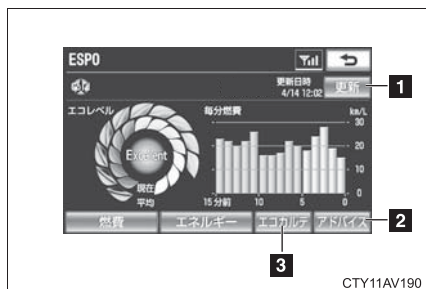 ESPO
更新日時
4/14 12:02
更新
1
エコレベル
毎分燃費
km/L
30
Excellent
20
10
現在
平均
0
15分前
10
5
0
燃費
エネルギー
エコカルテ
アドバイス
2
3
CTY11AV190